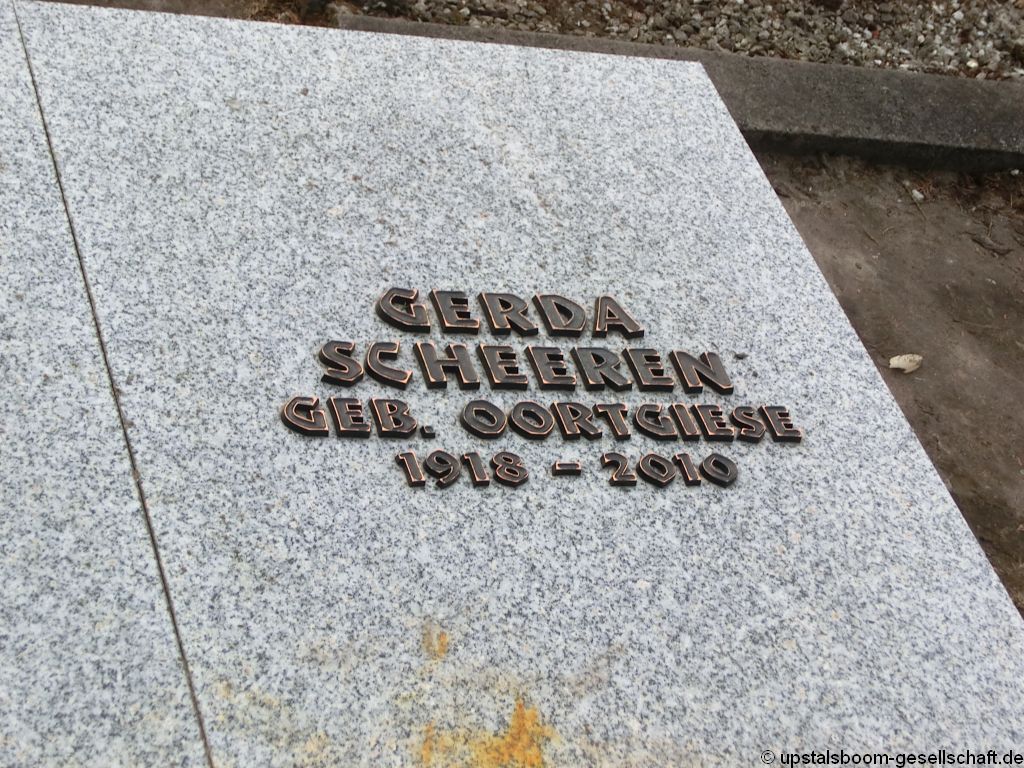 GERDA
SCHEEREN
GEB. OORTGIESE
1918 - 2010
© upstalsboom-gesellschaft.de